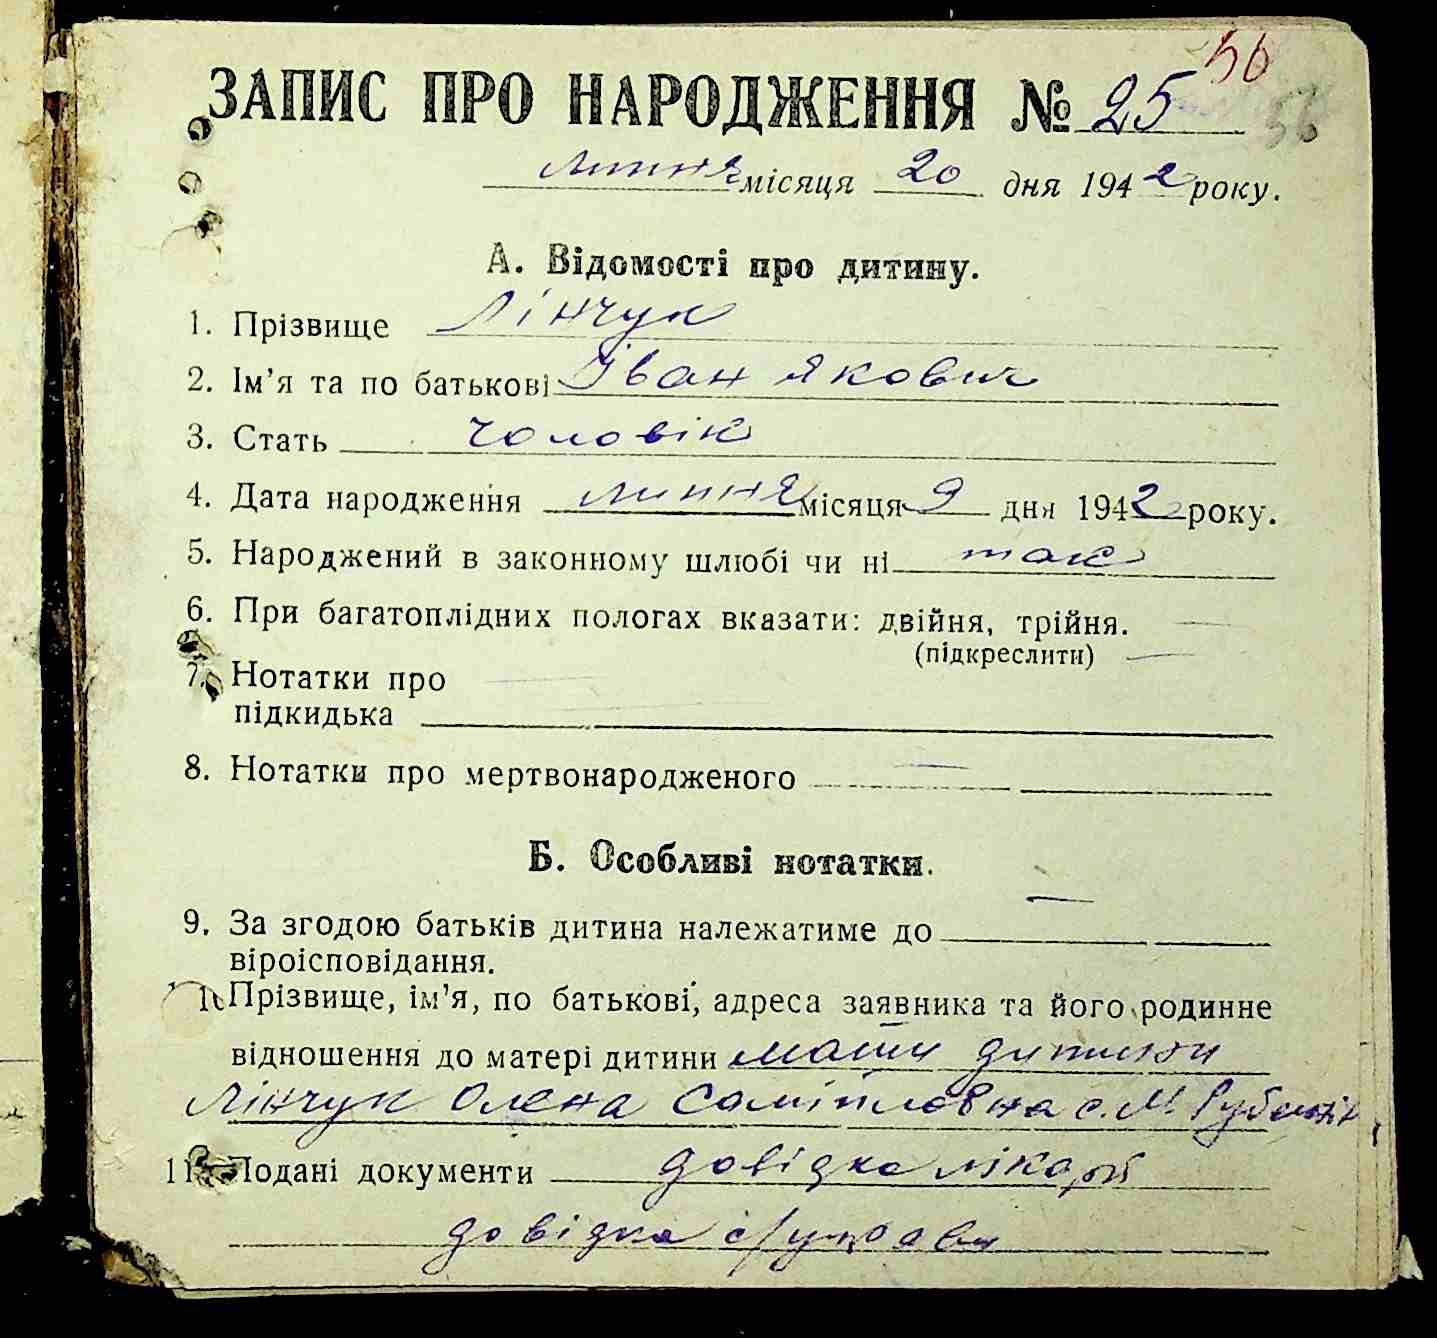 56
ЗАПИС ПРО НАРОДЖЕННЯ № 25 56
липня місяця 20 дня 1942 року.
А. Відомості про дитину.
1. Прізвище Лінчук
2. Ім'я та по батькові Іван Якович
3. Стать чоловік
4. Дата народження липня місяця 9 дня 1942 року.
5. Народжений в законному шлюбі чи ні так
6. При багатоплідних пологах вказати: двійня, трійня.
(підкреслити)
7. Нотатки про
підкидька
8. Нотатки про мертвонародженого
Б. Особливі нотатки.
9. За згодою батьків дитина належатиме до
віроісповідання.
10. Прізвище, ім'я, по батькові, адреса заявника та його родинне
відношення до матері дитини мати дитини
Лінчук Олена с. М.
11. Подані документи довідка лікаря
довідка с/управи